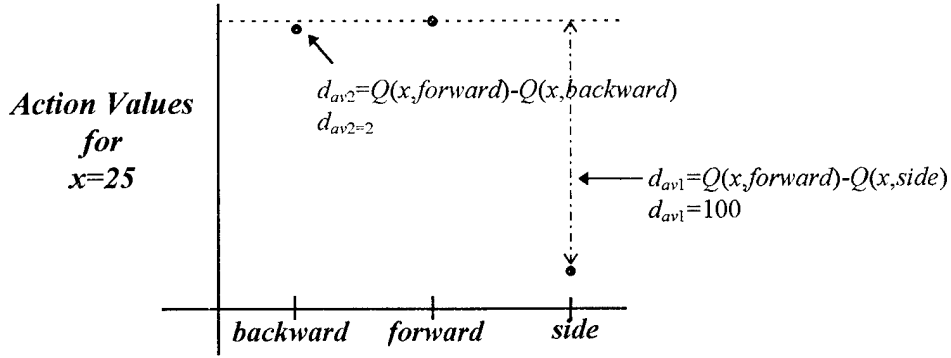 d_av2=Q(x,forward)-Q(x,backward)
d_av2=2
Action Values
for
x=25
d_av1=Q(x,forward)-Q(x,side)
d_av1=100
backward forward side